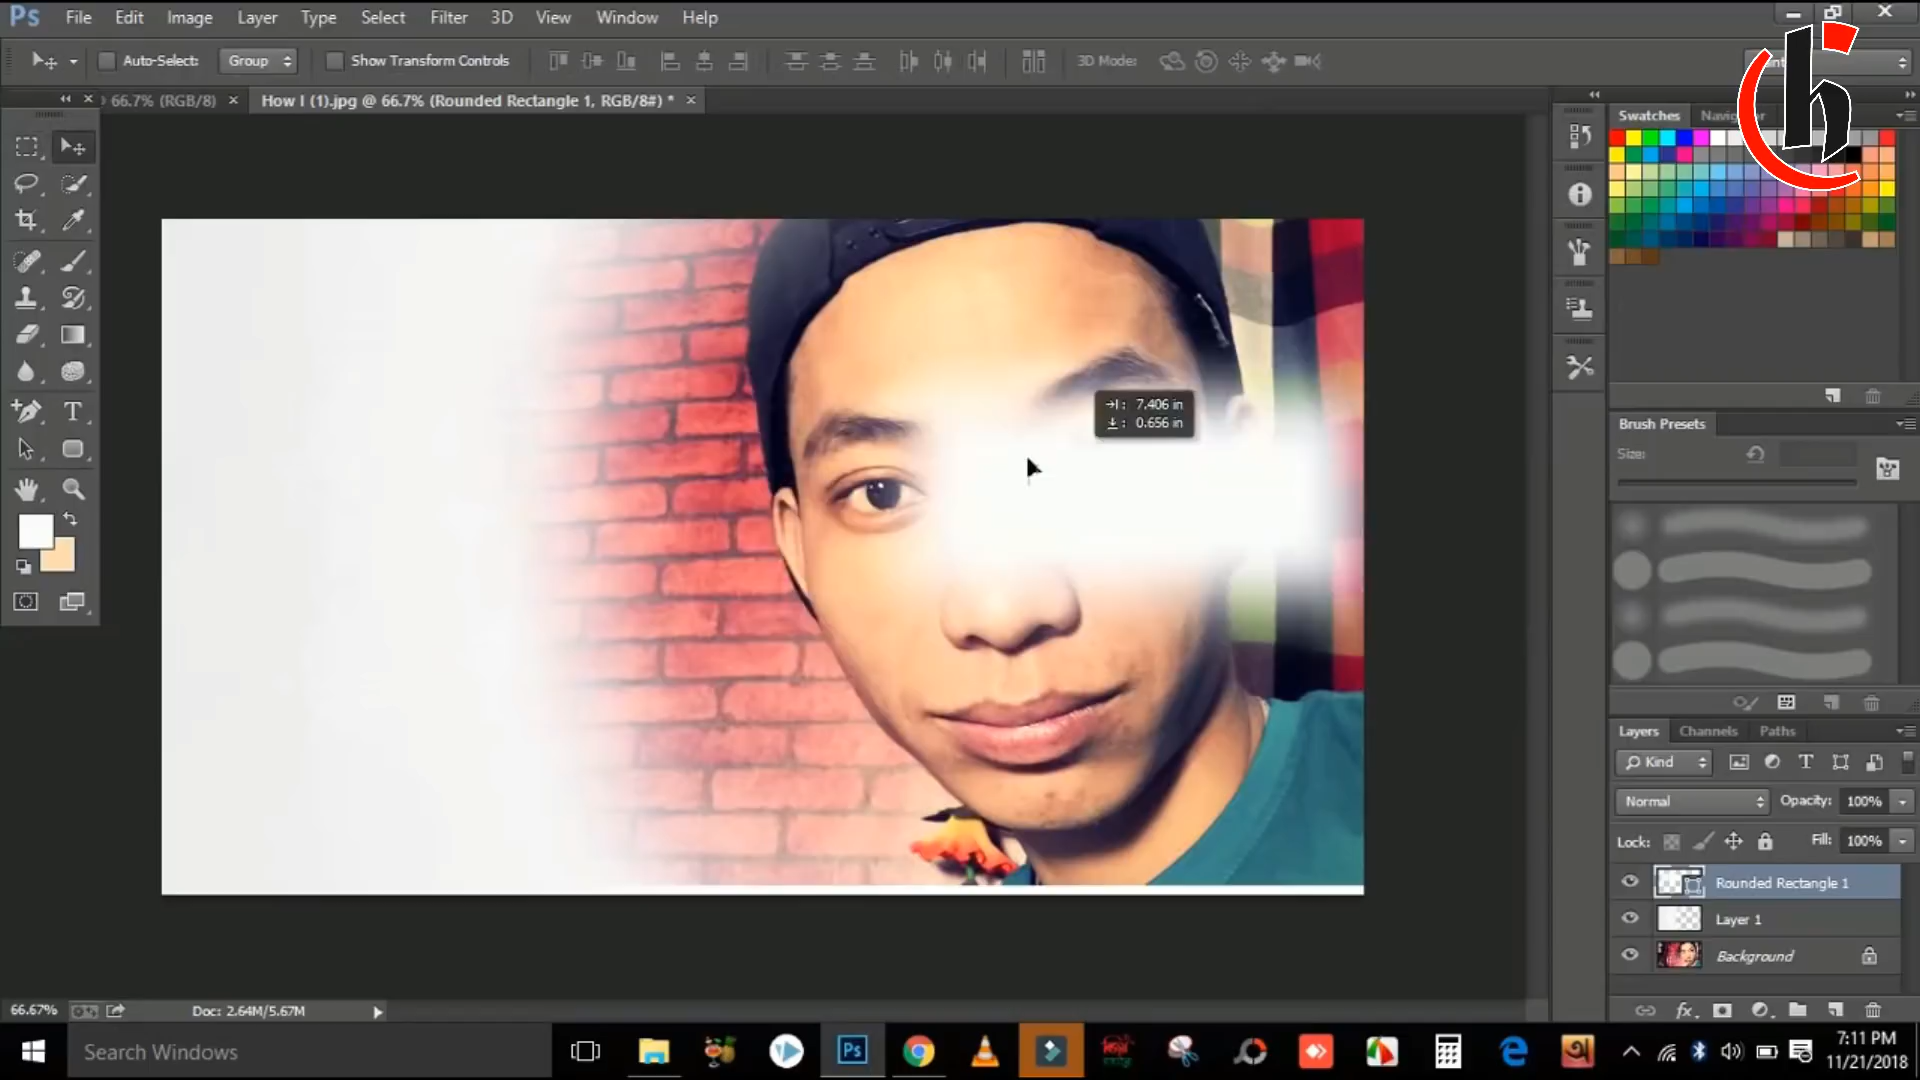 Ps File Edit Image Layer Type Select Filter 3D View Window Help
Auto-Select: Group Show Transform Controls 3D Mode:
66.7% (RGB/8) × How I (1).jpg @ 66.7% (Rounded Rectangle 1, RGB/8#) * ×
Swatches
7.406 in
0.656 in
Brush Presets
Size:
Layers Channels Paths
Kind
Normal Opacity: 100%
Lock: Fill: 100%
Rounded Rectangle 1
Layer 1
Background
66.67% Doc: 2.64M/5.67M
Search Windows
Ps
7:11 PM
11/21/2018